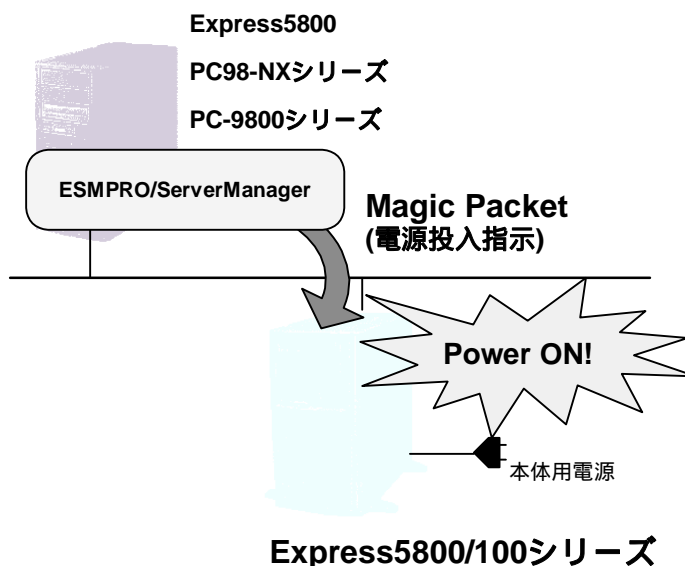 Express5800
PC98-NXシリーズ
PC-9800シリーズ
ESMPRO/ServerManager
Magic Packet
(電源投入指示)
Power ON!
本体用電源
Express5800/100シリーズ